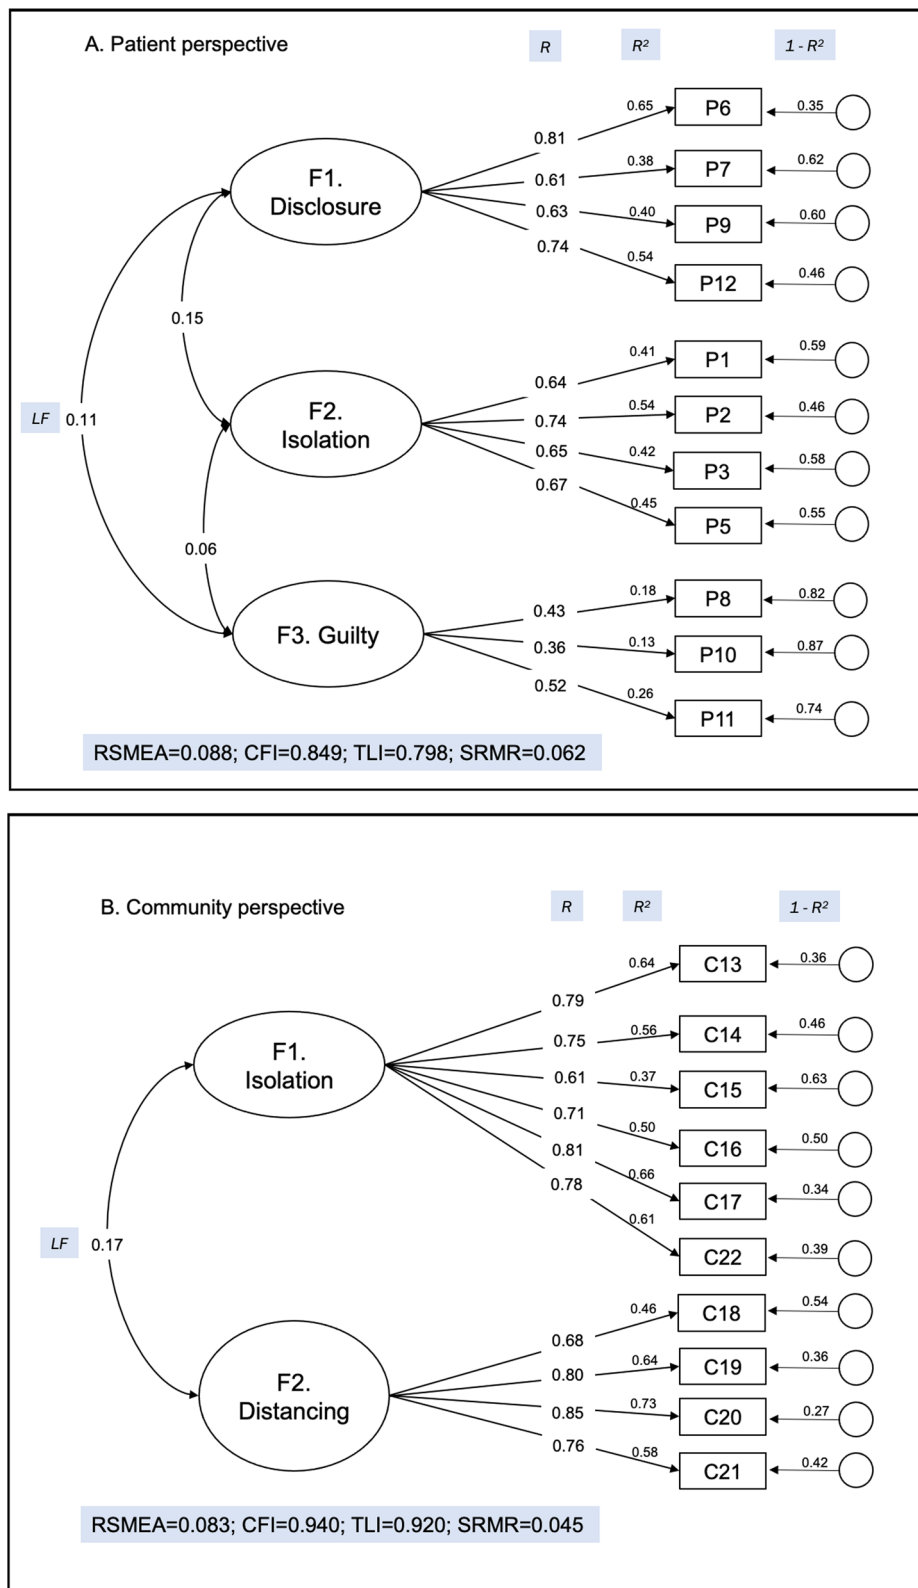 A. Patient perspective
R
R²
1 - R²
0.65
P6
0.35
0.81
F1.
Disclosure
0.61
0.38
P7
0.62
0.63
0.40
P9
0.60
0.74
0.54
P12
0.46
0.15
0.64
0.41
P1
0.59
LF
0.11
F2.
Isolation
0.74
0.54
P2
0.46
0.65
0.42
P3
0.58
0.67
0.45
P5
0.55
0.06
F3. Guilty
0.43
0.18
P8
0.82
0.36
0.13
P10
0.87
0.52
0.26
P11
0.74
RSMEA=0.088; CFI=0.849; TLI=0.798; SRMR=0.062
B. Community perspective
R
R²
1 - R²
0.79
0.64
C13
0.36
F1.
Isolation
0.75
0.56
C14
0.46
0.61
0.37
C15
0.63
0.71
0.50
C16
0.50
0.81
0.66
C17
0.34
0.78
0.61
C22
0.39
LF
0.17
0.68
0.46
C18
0.54
F2.
Distancing
0.80
0.64
C19
0.36
0.85
0.73
C20
0.27
0.76
0.58
C21
0.42
RSMEA=0.083; CFI=0.940; TLI=0.920; SRMR=0.045